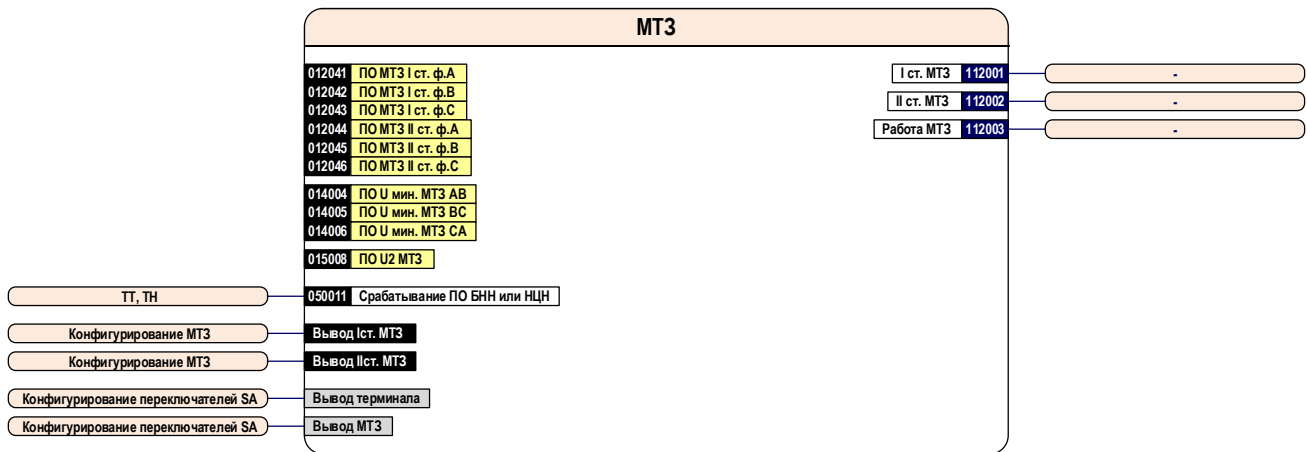 МТЗ
012041 ПО МТЗ I ст. ф.А
012042 ПО МТЗ I ст. ф.В
012043 ПО МТЗ I ст. ф.С
012044 ПО МТЗ II ст. ф.А
012045 ПО МТЗ II ст. ф.В
012046 ПО МТЗ II ст. ф.С
014004 ПО U мин. МТЗ АВ
014005 ПО U мин. МТЗ ВС
014006 ПО U мин. МТЗ СА
015008 ПО U2 МТЗ
ТТ, ТН 050011 Срабатывание ПО БНН или НЦН
Конфигурирование МТЗ Вывод Iст. МТЗ
Конфигурирование МТЗ Вывод IIст. МТЗ
Конфигурирование переключателей SA Вывод терминала
Конфигурирование переключателей SA Вывод МТЗ
I ст. МТЗ 112001 -
II ст. МТЗ 112002 -
Работа МТЗ 112003 -